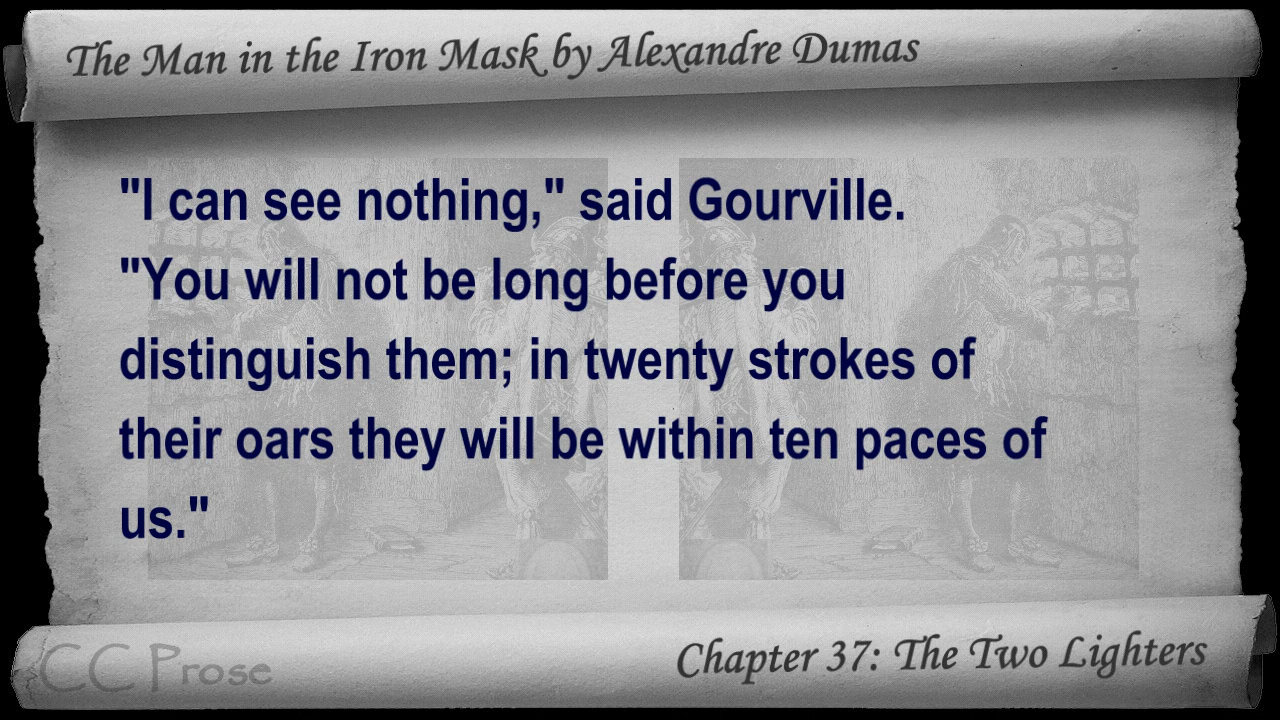 The Man in the Iron Mask by Alexandre Dumas
"I can see nothing," said Gourville.
"You will not be long before you
distinguish them; in twenty strokes of
their oars they will be within ten paces of
us."
CC Prose
Chapter 37: The Two Lighters